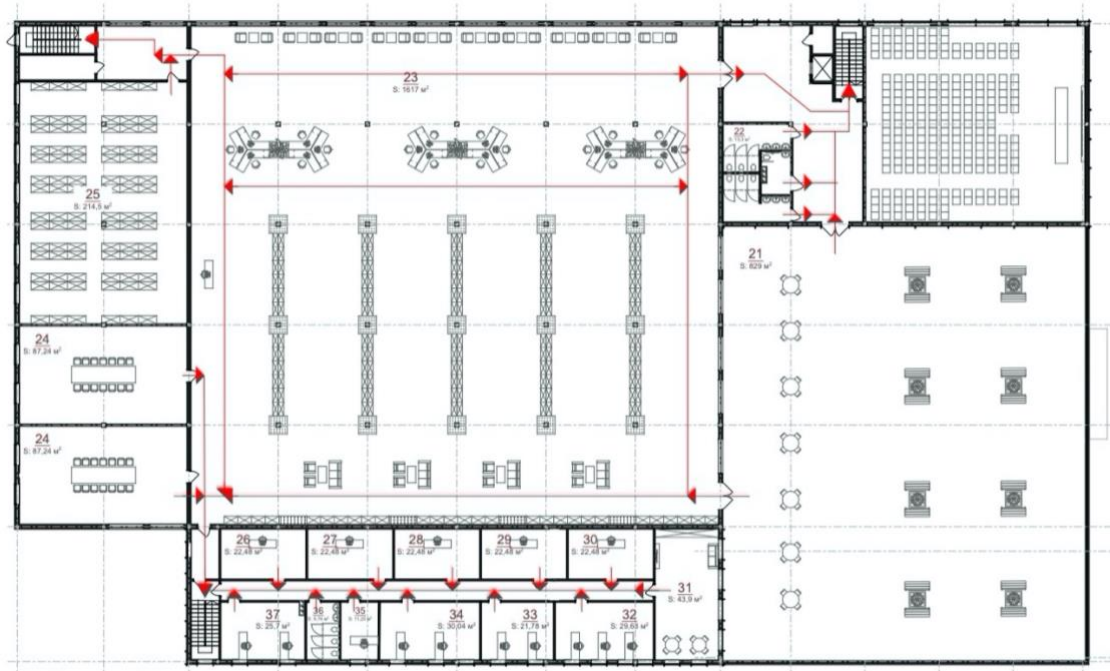 23
S: 1617 м²
22
25
S: 214,5 м²
21
S: 829 м²
24
S: 87,24 м²
24
S: 87,24 м²
26
S: 22,48 м²
27
S: 22,48 м²
28
S: 22,48 м²
29
S: 22,48 м²
30
S: 22,48 м²
31
S: 43,9 м²
37
S: 25,7 м²
36
35
34
S: 30,04 м²
33
S: 21,78 м²
32
S: 29,63 м²